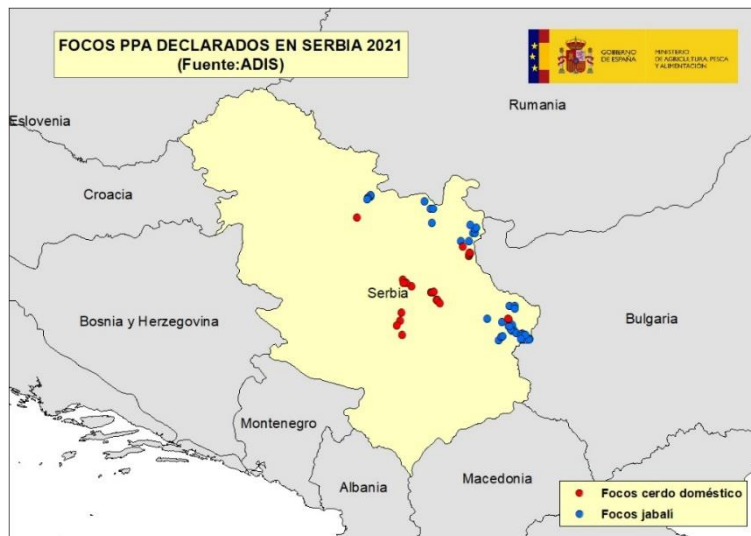 FOCOS PPA DECLARADOS EN SERBIA 2021
(Fuente:ADIS)
GOBIERNO
DE ESPAÑA
MINISTERIO
DE AGRICULTURA, PESCA
Y ALIMENTACIÓN
Rumania
Eslovenia
Croacia
Serbia
Bosnia y Herzegovina
Bulgaria
Montenegro
Macedonia
Albania
Focos cerdo doméstico
Focos jabalí